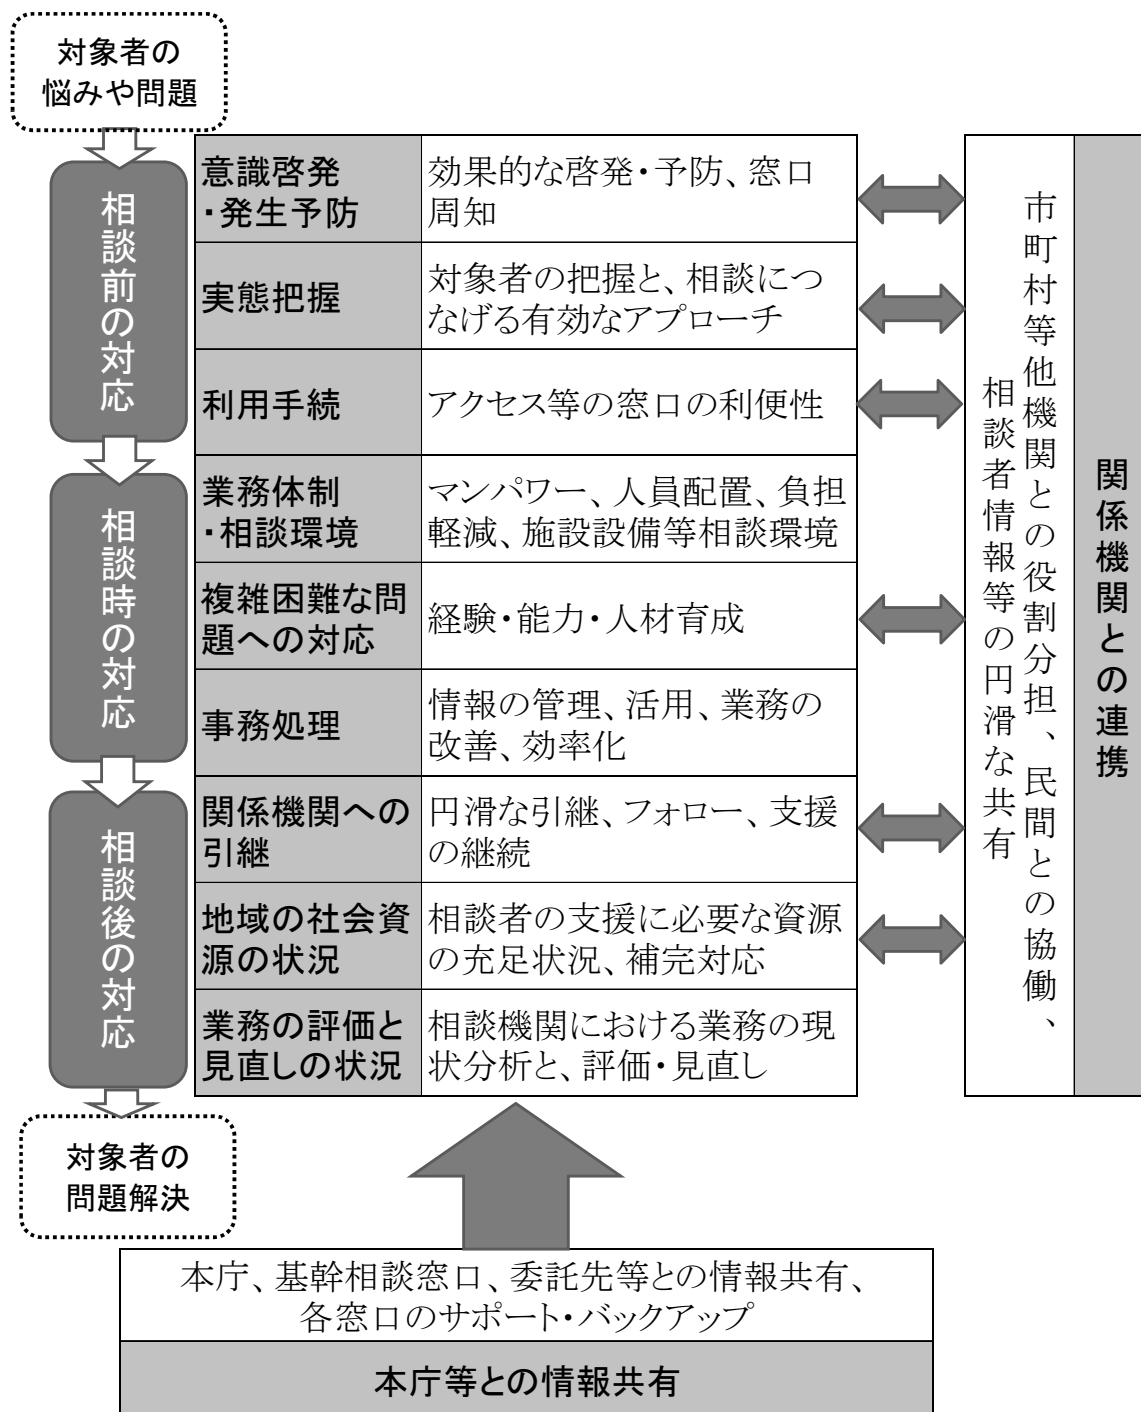 対象者の
悩みや問題
相談前の対応
意識啓発
・発生予防
効果的な啓発・予防、窓口
周知
実態把握
対象者の把握と、相談につ
なげる有効なアプローチ
利用手続
アクセス等の窓口の利便性
相談時の対応
業務体制
・相談環境
マンパワー、人員配置、負担
軽減、施設設備等相談環境
複雑困難な問
題への対応
経験・能力・人材育成
事務処理
情報の管理、活用、業務の
改善、効率化
相談後の対応
関係機関への
引継
円滑な引継、フォロー、支援
の継続
地域の社会資
源の状況
相談者の支援に必要な資源
の充足状況、補完対応
業務の評価と
見直しの状況
相談機関における業務の現
状分析と、評価・見直し
対象者の
問題解決
市町村等他機関との役割分担、民間との協働、
相談者情報等の円滑な共有
関係機関との連携
本庁、基幹相談窓口、委託先等との情報共有、
各窓口のサポート・バックアップ
本庁等との情報共有